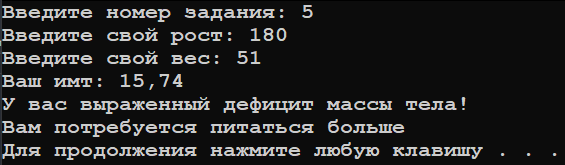 Введите номер задания: 5
Введите свой рост: 180
Введите свой вес: 51
Ваш имт: 15,74
У вас выраженный дефицит массы тела!
Вам потребуется питаться больше
Для продолжения нажмите любую клавишу . . .